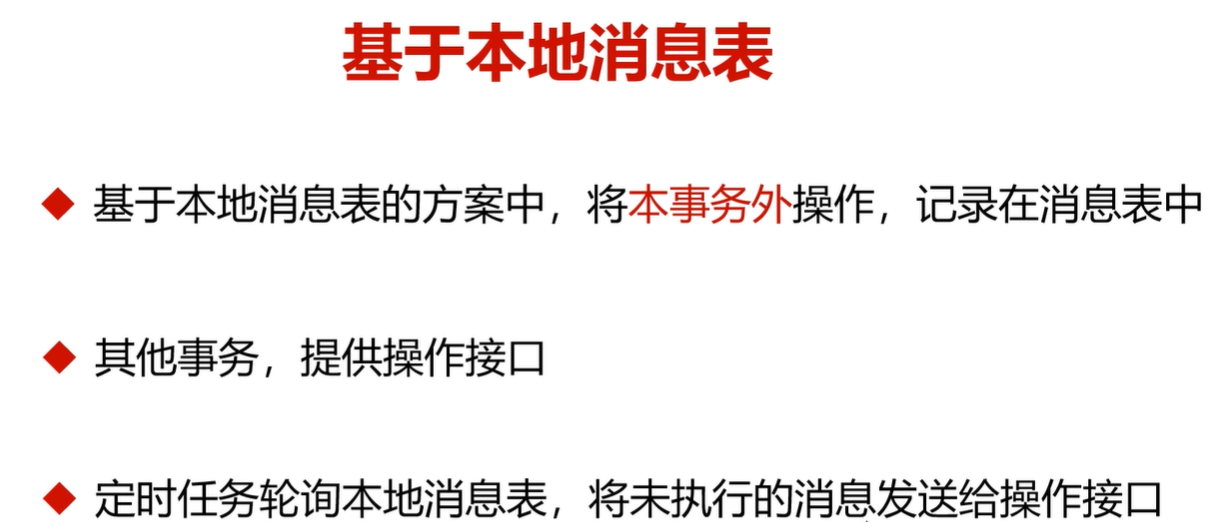 基于本地消息表
基于本地消息表的方案中，将本事务外操作，记录在消息表中
其他事务，提供操作接口
定时任务轮询本地消息表，将未执行的消息发送给操作接口